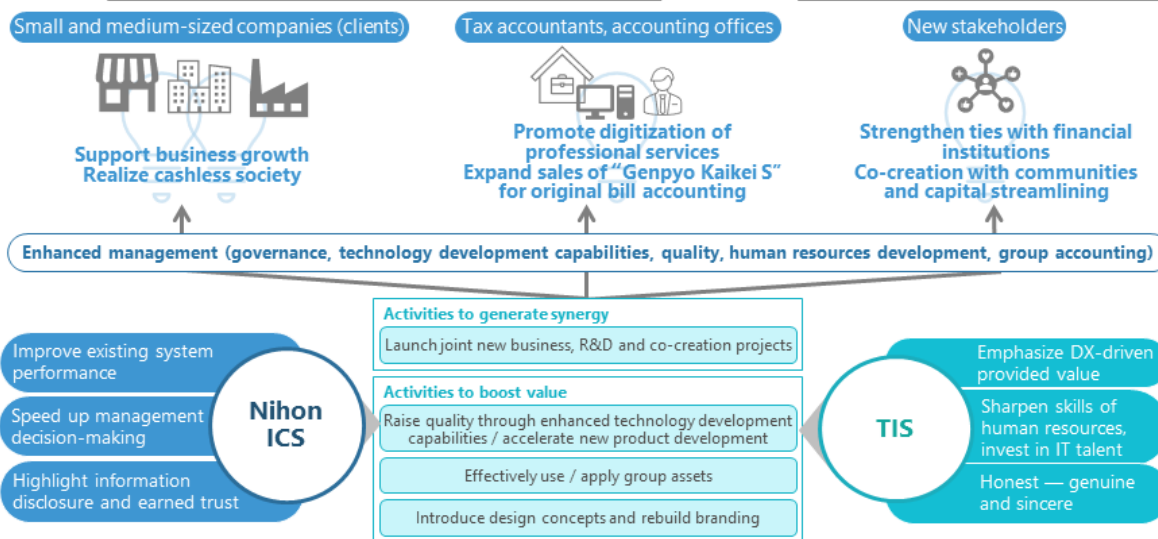 Small and medium-sized companies (clients)
Tax accountants, accounting offices
New stakeholders
Support business growth
Realize cashless society
Promote digitization of
professional services
Expand sales of “Genpyo Kaikei S”
for original bill accounting
Strengthen ties with financial
institutions
Co-creation with communities
and capital streamlining
Enhanced management (governance, technology development capabilities, quality, human resources development, group accounting)
Activities to generate synergy
Launch joint new business, R&D and co-creation projects
Activities to boost value
Raise quality through enhanced technology development
capabilities / accelerate new product development
Effectively use / apply group assets
Introduce design concepts and rebuild branding
Improve existing system
performance
Speed up management
decision-making
Highlight information
disclosure and earned trust
Nihon
ICS
TIS
Emphasize DX-driven
provided value
Sharpen skills of
human resources,
invest in IT talent
Honest — genuine
and sincere